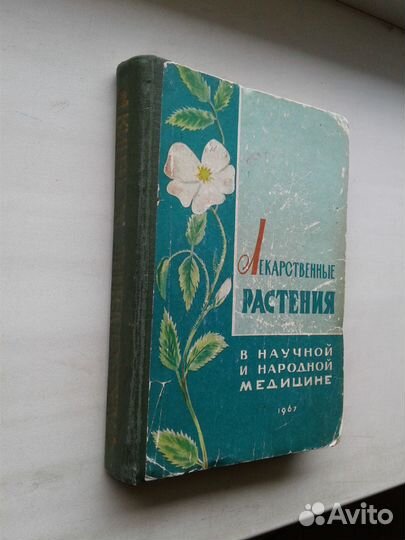 Лекарственные
растения
в научной
и народной
медицине
1967
Avito